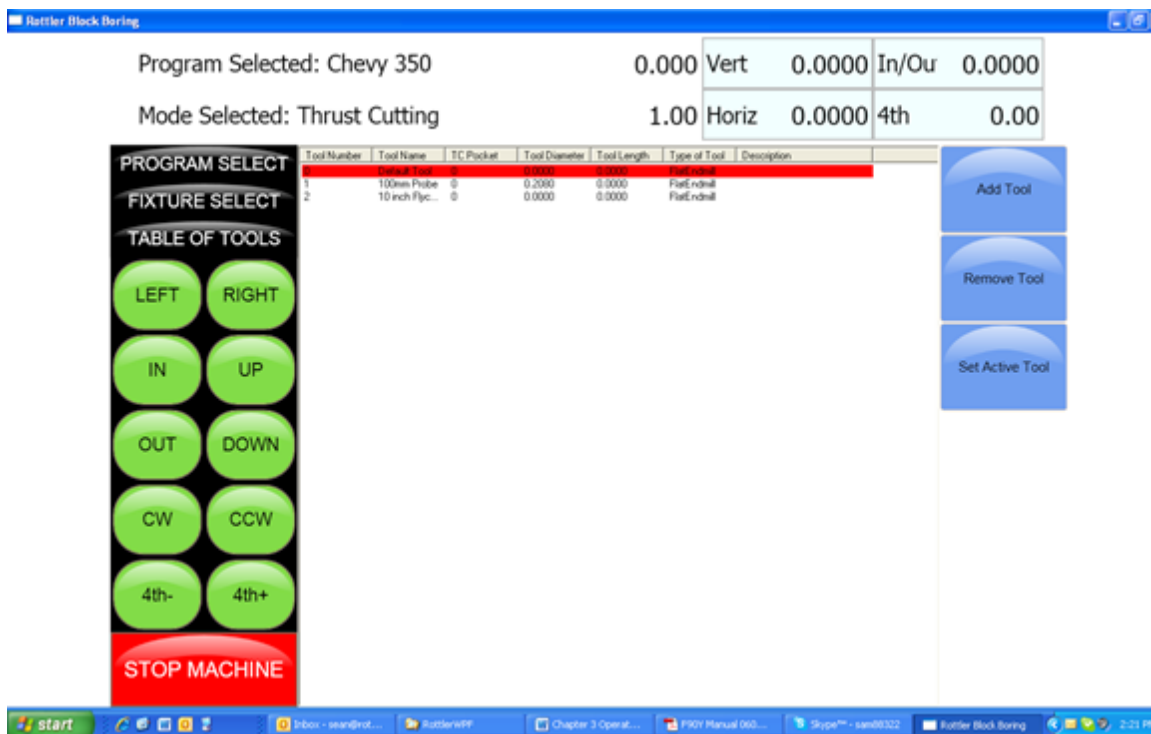 Rottler Block Boring
Program Selected: Chevy 350 0.000 Vert 0.0000 In/Ou 0.0000
Mode Selected: Thrust Cutting 1.00 Horiz 0.0000 4th 0.00
PROGRAM SELECT
FIXTURE SELECT
TABLE OF TOOLS
LEFT RIGHT
IN UP
OUT DOWN
CW CCW
4th- 4th+
STOP MACHINE
Tool Number Tool Name TC Pocket Tool Diameter Tool Length Type of Tool Description
0 Default Tool 0 0.0000 0.0000 FlatEndmill
1 100mm Probe 0 0.2080 0.0000 FlatEndmill
2 10 inch Flyc... 0 0.0000 0.0000 FlatEndmill
Add Tool
Remove Tool
Set Active Tool
start Inbox - sean@rot... RottlerWPF Chapter 3 Operat... F90Y Manual 060... Skype™ - sam88322 Rottler Block Boring 2:21 PM